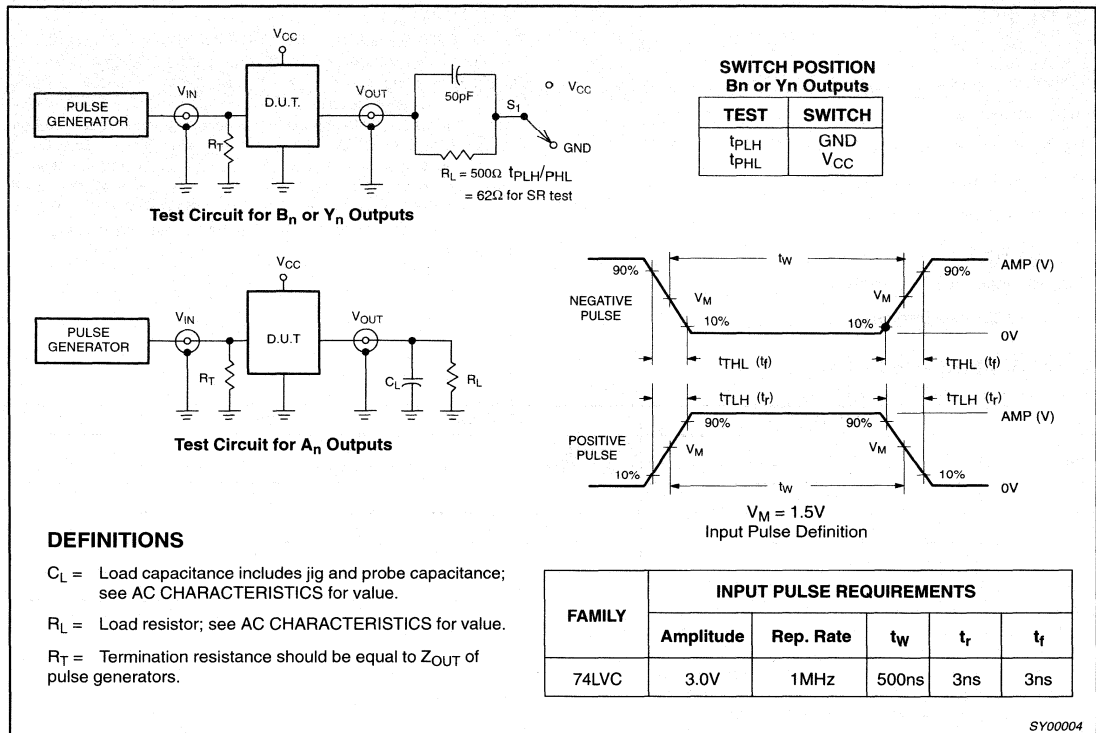 VCC
PULSE GENERATOR
VIN
RT
D.U.T.
VOUT
50pF
S1
VCC
GND
RL = 500Ω tPLH/PHL
= 62Ω for SR test
Test Circuit for Bn or Yn Outputs
SWITCH POSITION
Bn or Yn Outputs
TEST SWITCH
tPLH GND
tPHL VCC
VCC
PULSE GENERATOR
VIN
RT
D.U.T
VOUT
CL
RL
Test Circuit for An Outputs
90% tW 90% AMP (V)
NEGATIVE PULSE
VM VM
10% 10% 0V
tTHL (tf) tTHL (tf)
tTLH (tr) tTLH (tr)
AMP (V)
90% 90%
POSITIVE PULSE
VM VM
10% tW 10% 0V
VM = 1.5V
Input Pulse Definition
DEFINITIONS
CL = Load capacitance includes jig and probe capacitance;
see AC CHARACTERISTICS for value.
RL = Load resistor; see AC CHARACTERISTICS for value.
RT = Termination resistance should be equal to ZOUT of
pulse generators.
FAMILY INPUT PULSE REQUIREMENTS
Amplitude Rep. Rate tW tr tf
74LVC 3.0V 1MHz 500ns 3ns 3ns
SY00004